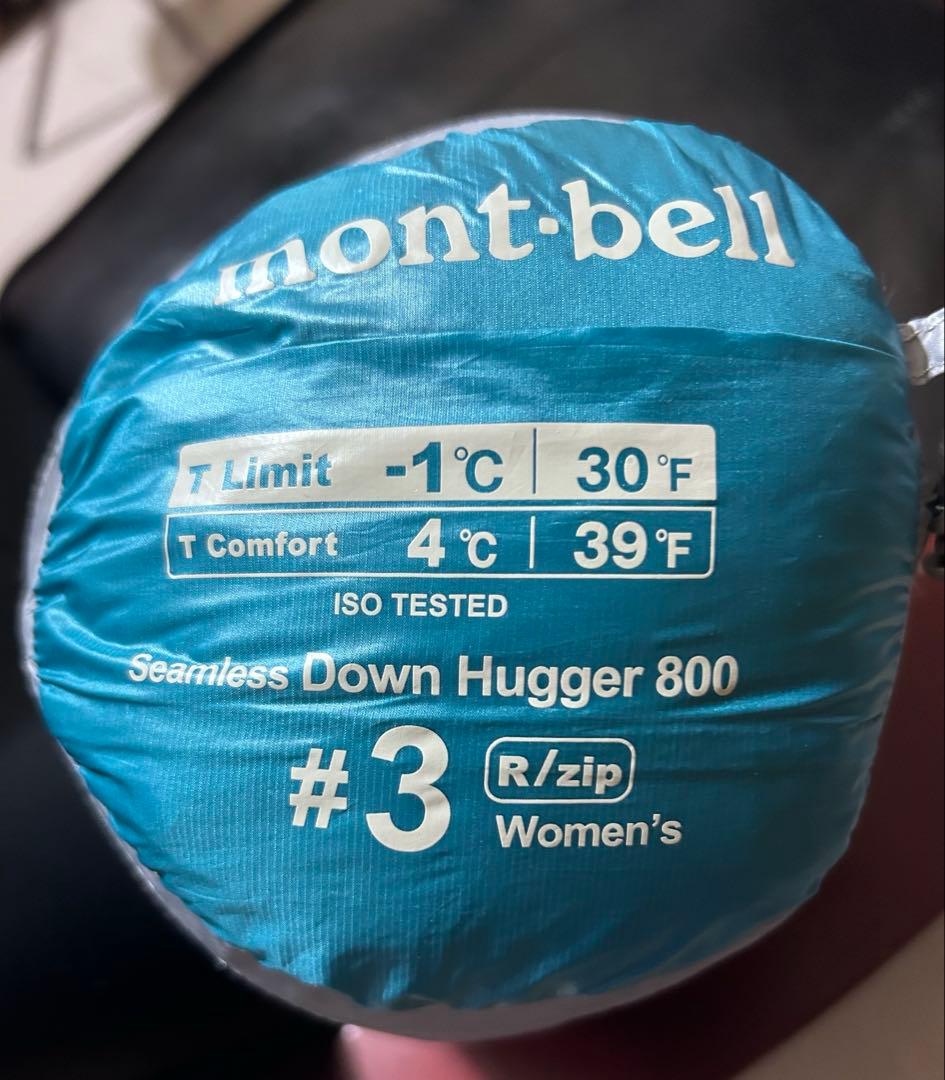 mont-bell
T Limit -1°C | 30°F
T Comfort 4°C | 39°F
ISO TESTED
Seamless Down Hugger 800
#3 R/zip
Women's